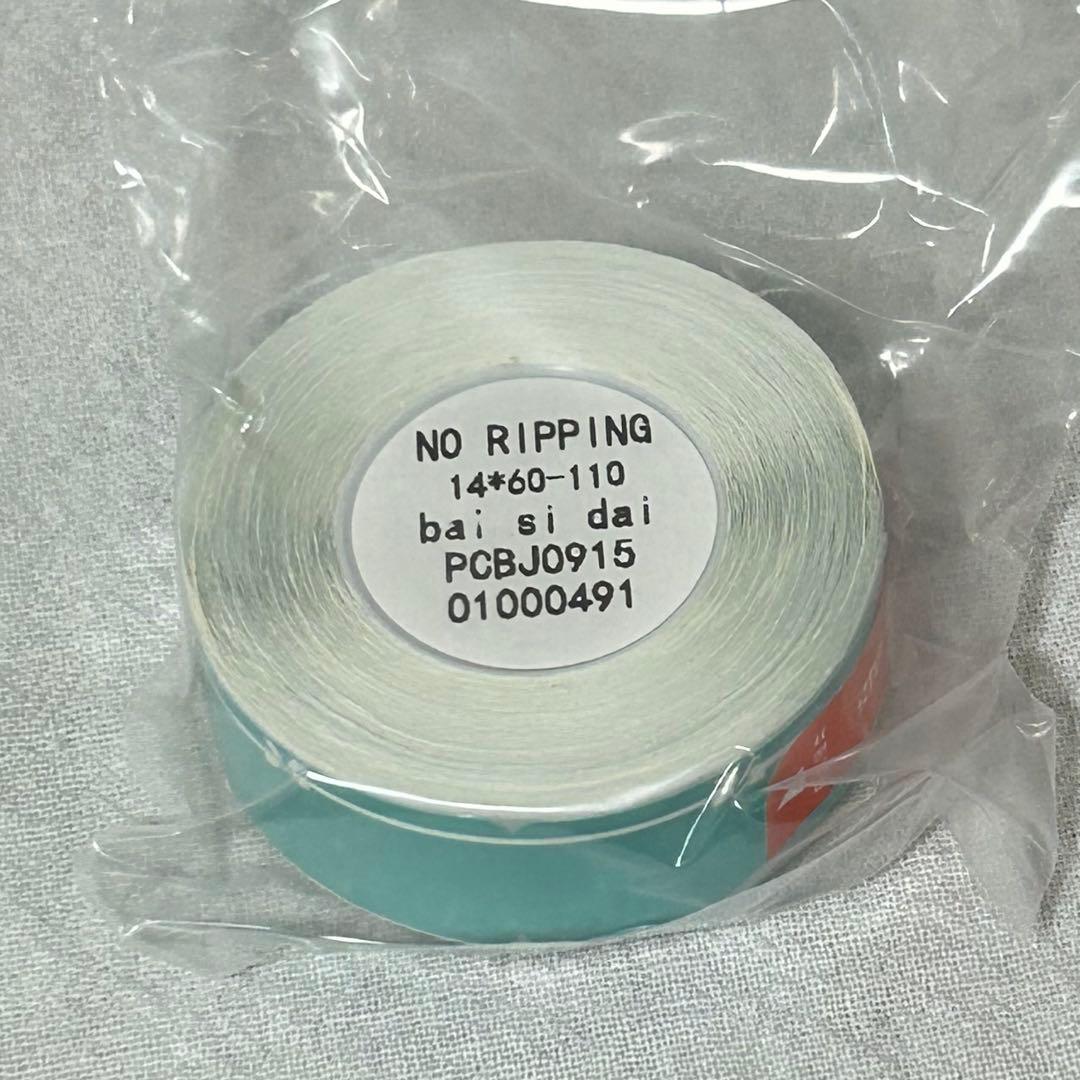 NO RIPPING
14*60-110
bai si dai
PCBJ0915
01000491